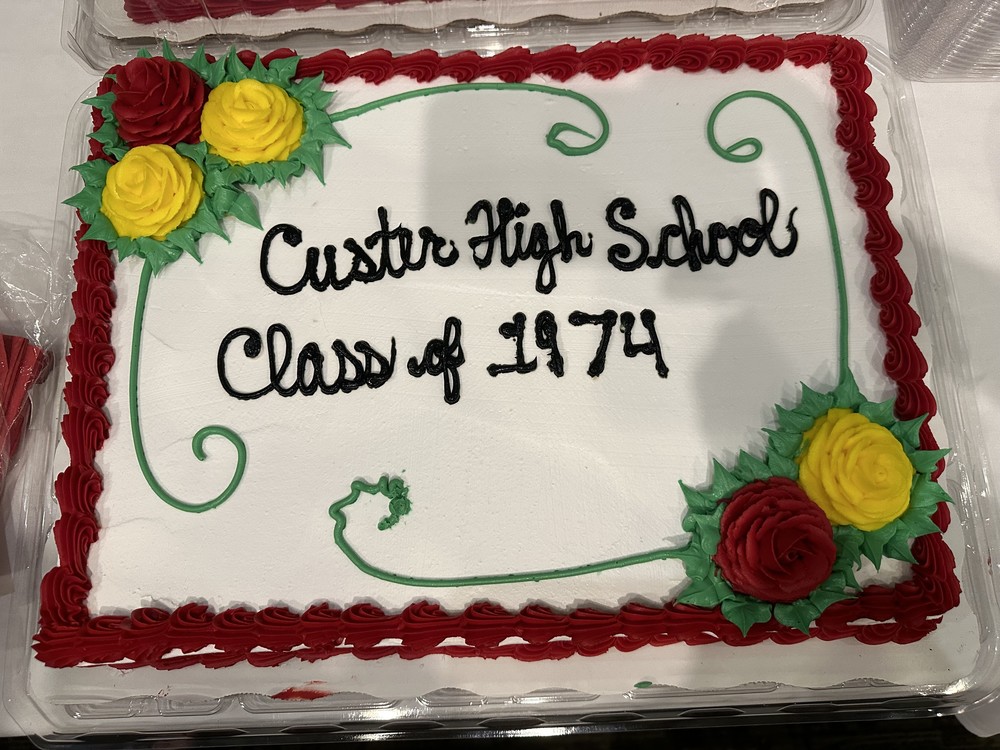 Custer High School
Class of 1974